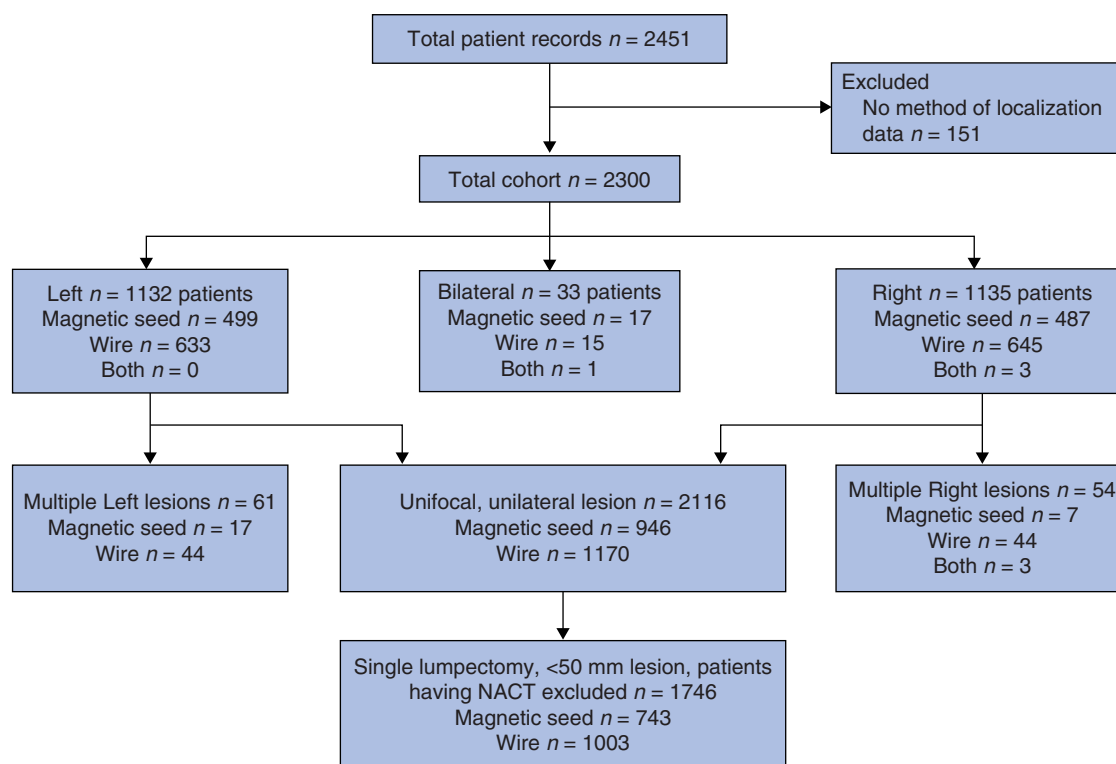 Total patient records n = 2451
Excluded
No method of localization
data n = 151
Total cohort n = 2300
Left n = 1132 patients
Magnetic seed n = 499
Wire n = 633
Both n = 0
Bilateral n = 33 patients
Magnetic seed n = 17
Wire n = 15
Both n = 1
Right n = 1135 patients
Magnetic seed n = 487
Wire n = 645
Both n = 3
Multiple Left lesions n = 61
Magnetic seed n = 17
Wire n = 44
Unifocal, unilateral lesion n = 2116
Magnetic seed n = 946
Wire n = 1170
Multiple Right lesions n = 54
Magnetic seed n = 7
Wire n = 44
Both n = 3
Single lumpectomy, <50 mm lesion, patients
having NACT excluded n = 1746
Magnetic seed n = 743
Wire n = 1003